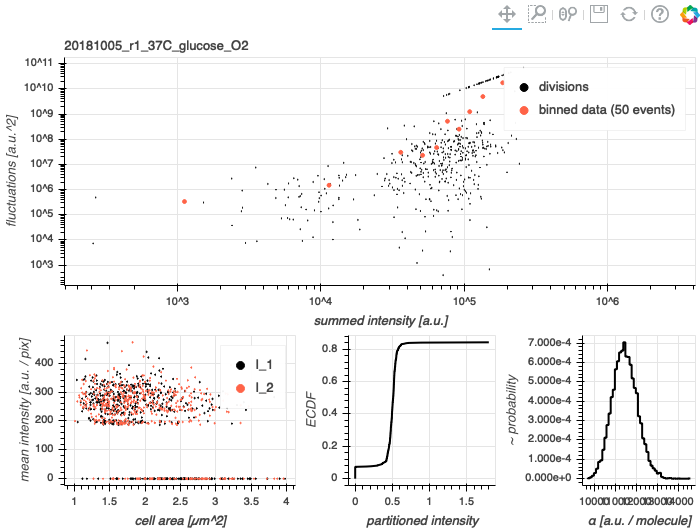 20181005_r1_37C_glucose_O2
10^11
10^10
10^9
10^8
10^7
10^6
10^5
10^4
10^3
fluctuations [a.u.^2]
divisions
binned data (50 events)
10^3 10^4 10^5 10^6
summed intensity [a.u.]
400
300
200
100
0
mean intensity [a.u. / pix]
I_1
I_2
1 1.5 2 2.5 3 3.5 4
cell area [μm^2]
0.8
0.6
0.4
0.2
0
ECDF
0 0.5 1 1.5
partitioned intensity
7.000e-4
6.000e-4
5.000e-4
4.000e-4
3.000e-4
2.000e-4
1.000e-4
0.000e+0
~ probability
α [a.u. / molecule]